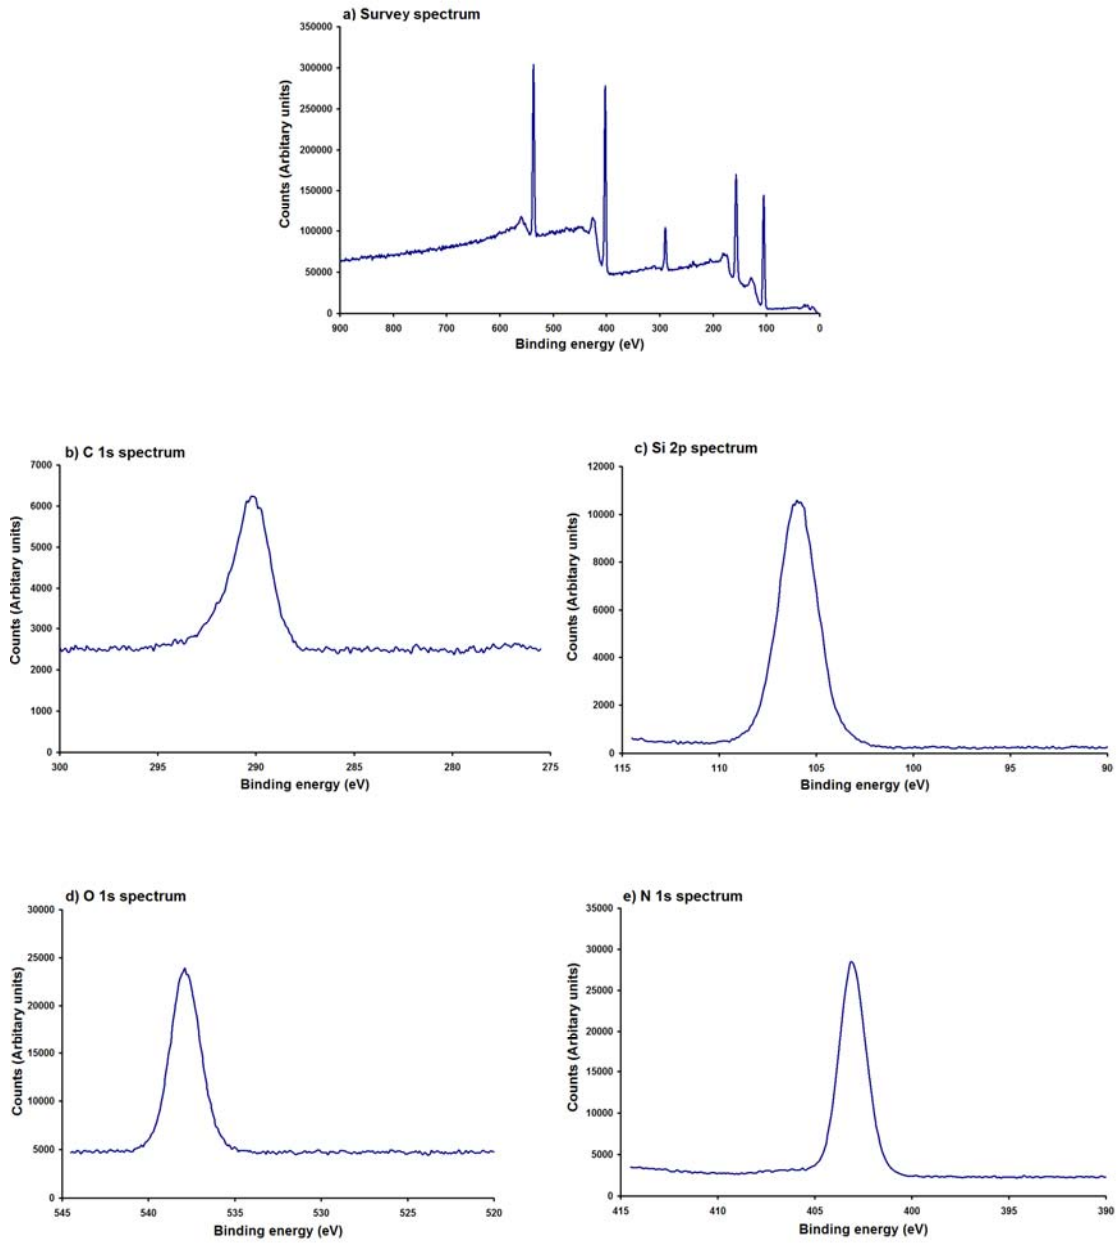 a) Survey spectrum
350000
300000
250000
200000
150000
100000
50000
0
Counts (Arbitary units)
900 800 700 600 500 400 300 200 100 0
Binding energy (eV)
b) C 1s spectrum
7000
6000
5000
4000
3000
2000
1000
0
Counts (Arbitary units)
300 295 290 285 280 275
Binding energy (eV)
c) Si 2p spectrum
12000
10000
8000
6000
4000
2000
0
Counts (Arbitary units)
115 110 105 100 95 90
Binding energy (eV)
d) O 1s spectrum
30000
25000
20000
15000
10000
5000
0
Counts (Arbitary units)
545 540 535 530 525 520
Binding energy (eV)
e) N 1s spectrum
35000
30000
25000
20000
15000
10000
5000
0
Counts (Arbitary units)
415 410 405 400 395 390
Binding energy (eV)